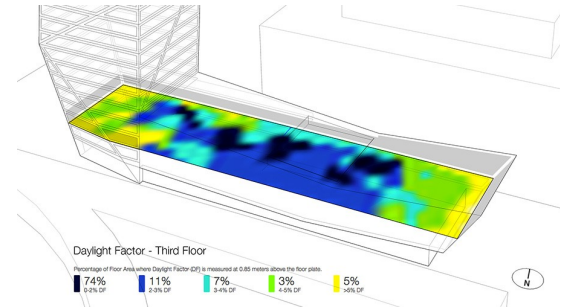 Daylight Factor - Third Floor
Percentage of Floor Area where Daylight Factor (DF) is measured at 0.85 meters above the floor plate.
74% 11% 7% 3% 5%
0-2% DF 2-3% DF 3-4% DF 4-5% DF >5% DF
N